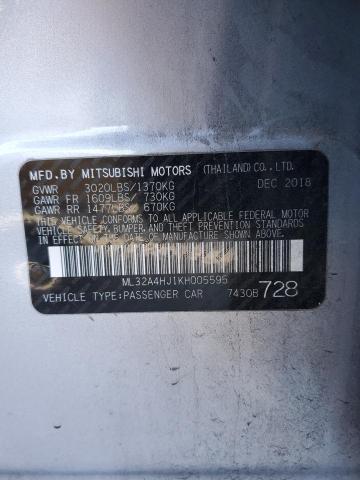 MFD.BY MITSUBISHI MOTORS (THAILAND) CO., LTD.
GVWR 3020LBS/1370KG DEC 2018
GAWR FR 1609LBS/ 730KG
GAWR RR 1477LBS/ 670KG
THIS VEHICLE CONFORMS TO ALL APPLICABLE FEDERAL MOTOR
VEHICLE SAFETY, BUMPER, AND THEFT PREVENTION STANDARDS
IN EFFECT ON THE DATE OF MANUFACTURE SHOWN ABOVE.
ML32A4HJ1KH005595
VEHICLE TYPE:PASSENGER CAR 7430B 728